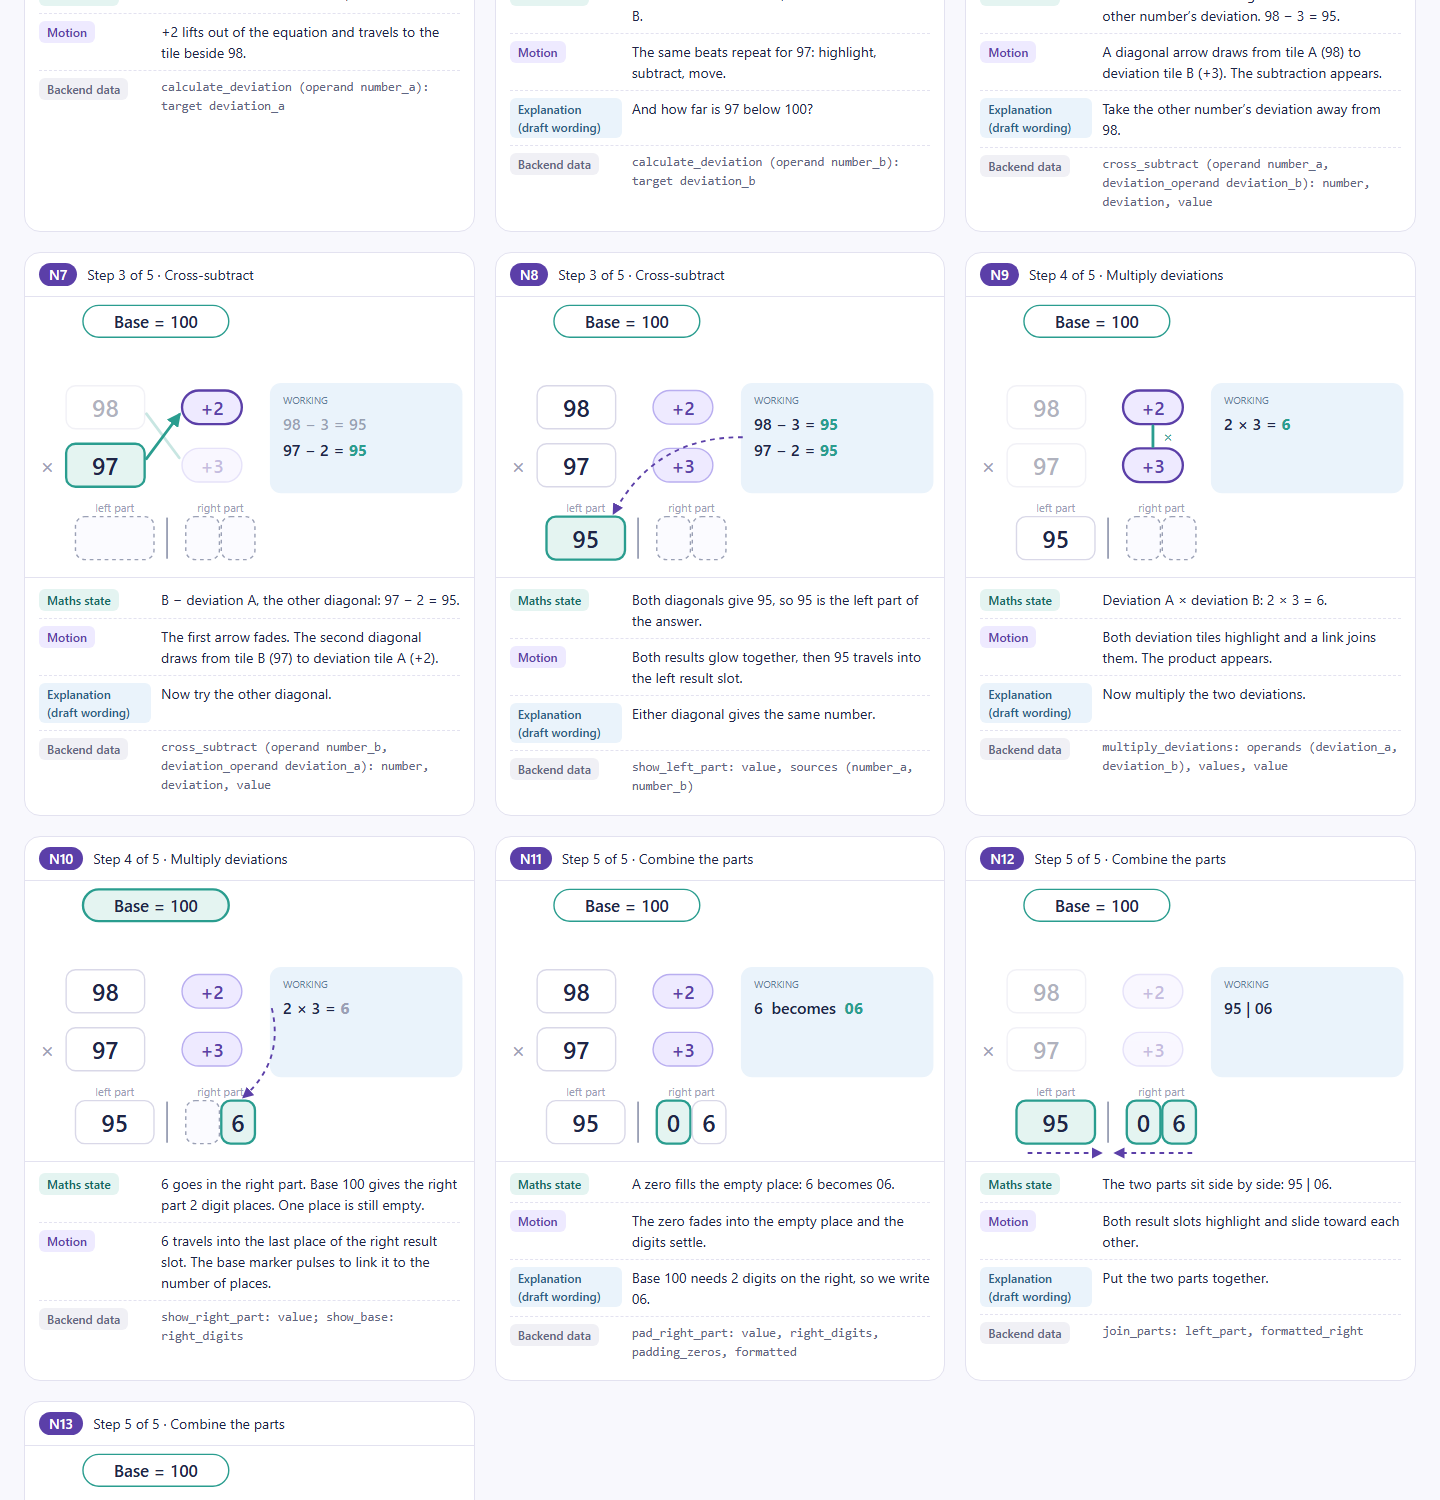 Motion
+2 lifts out of the equation and travels to the
tile beside 98.
Backend data
calculate_deviation (operand number_a):
target deviation_a
B.
Motion
The same beats repeat for 97: highlight,
subtract, move.
Explanation
(draft wording)
And how far is 97 below 100?
Backend data
calculate_deviation (operand number_b):
target deviation_b
other number's deviation. 98 − 3 = 95.
Motion
A diagonal arrow draws from tile A (98) to
deviation tile B (+3). The subtraction appears.
Explanation
(draft wording)
Take the other number's deviation away from
98.
Backend data
cross_subtract (operand number_a,
deviation_operand deviation_b): number,
deviation, value
N7 Step 3 of 5 · Cross-subtract
Base = 100
98
+2
WORKING
98 − 3 = 95
97 − 2 = 95
× 97
+3
left part
right part
Maths state
B − deviation A, the other diagonal: 97 − 2 = 95.
Motion
The first arrow fades. The second diagonal
draws from tile B (97) to deviation tile A (+2).
Explanation
(draft wording)
Now try the other diagonal.
Backend data
cross_subtract (operand number_b,
deviation_operand deviation_a): number,
deviation, value
N8 Step 3 of 5 · Cross-subtract
Base = 100
98
+2
WORKING
98 − 3 = 95
97 − 2 = 95
× 97
+3
left part
right part
95
Maths state
Both diagonals give 95, so 95 is the left part of
the answer.
Motion
Both results glow together, then 95 travels into
the left result slot.
Explanation
(draft wording)
Either diagonal gives the same number.
Backend data
show_left_part: value, sources (number_a,
number_b)
N9 Step 4 of 5 · Multiply deviations
Base = 100
98
+2
WORKING
2 × 3 = 6
×
× 97
+3
left part
right part
95
Maths state
Deviation A × deviation B: 2 × 3 = 6.
Motion
Both deviation tiles highlight and a link joins
them. The product appears.
Explanation
(draft wording)
Now multiply the two deviations.
Backend data
multiply_deviations: operands (deviation_a,
deviation_b), values, value
N10 Step 4 of 5 · Multiply deviations
Base = 100
98
+2
WORKING
2 × 3 = 6
× 97
+3
left part
right part
95
6
Maths state
6 goes in the right part. Base 100 gives the right
part 2 digit places. One place is still empty.
Motion
6 travels into the last place of the right result
slot. The base marker pulses to link it to the
number of places.
Backend data
show_right_part: value; show_base:
right_digits
N11 Step 5 of 5 · Combine the parts
Base = 100
98
+2
WORKING
6 becomes 06
× 97
+3
left part
right part
95
0 6
Maths state
A zero fills the empty place: 6 becomes 06.
Motion
The zero fades into the empty place and the
digits settle.
Explanation
(draft wording)
Base 100 needs 2 digits on the right, so we write
06.
Backend data
pad_right_part: value, right_digits,
padding_zeros, formatted
N12 Step 5 of 5 · Combine the parts
Base = 100
98
+2
WORKING
95 | 06
× 97
+3
left part
right part
95
0 6
Maths state
The two parts sit side by side: 95 | 06.
Motion
Both result slots highlight and slide toward each
other.
Explanation
(draft wording)
Put the two parts together.
Backend data
join_parts: left_part, formatted_right
N13 Step 5 of 5 · Combine the parts
Base = 100